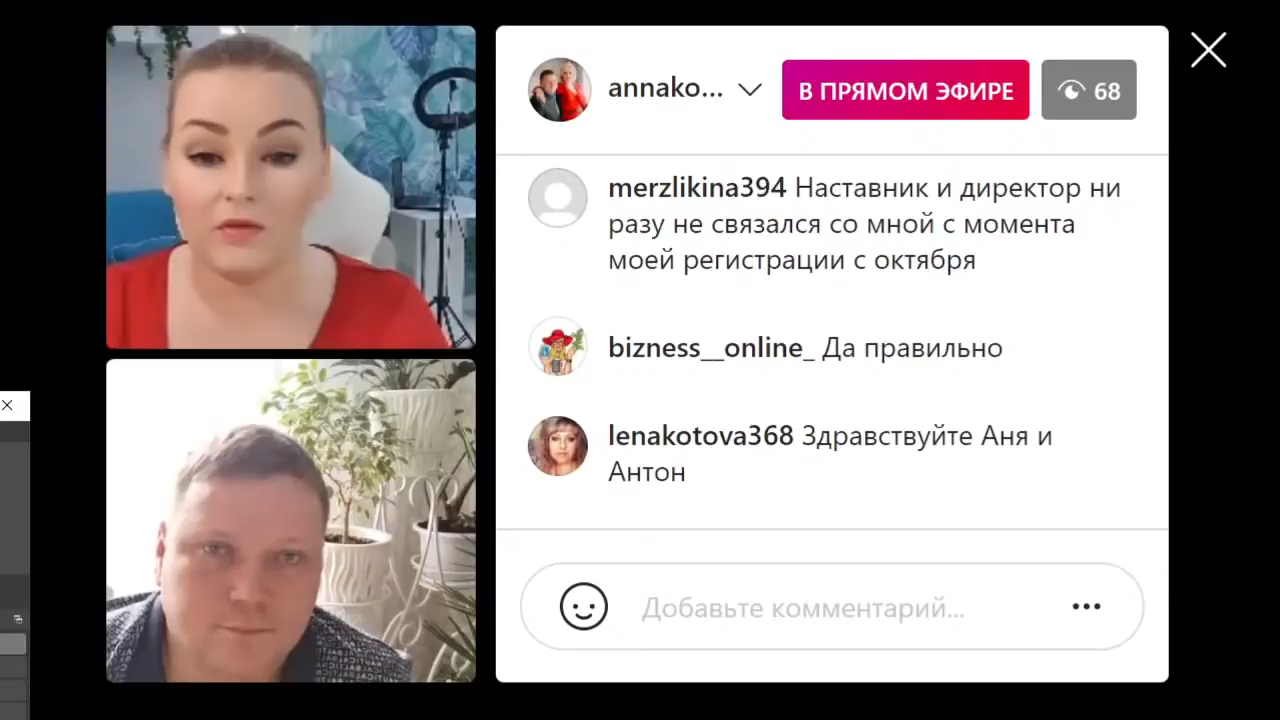 annako...
В ПРЯМОМ ЭФИРЕ
68
merzlikina394 Наставник и директор ни
разу не связался со мной с момента
моей регистрации с октября
bizness__online_ Да правильно
lenakotova368 Здравствуйте Аня и
Антон
Добавьте комментарий...